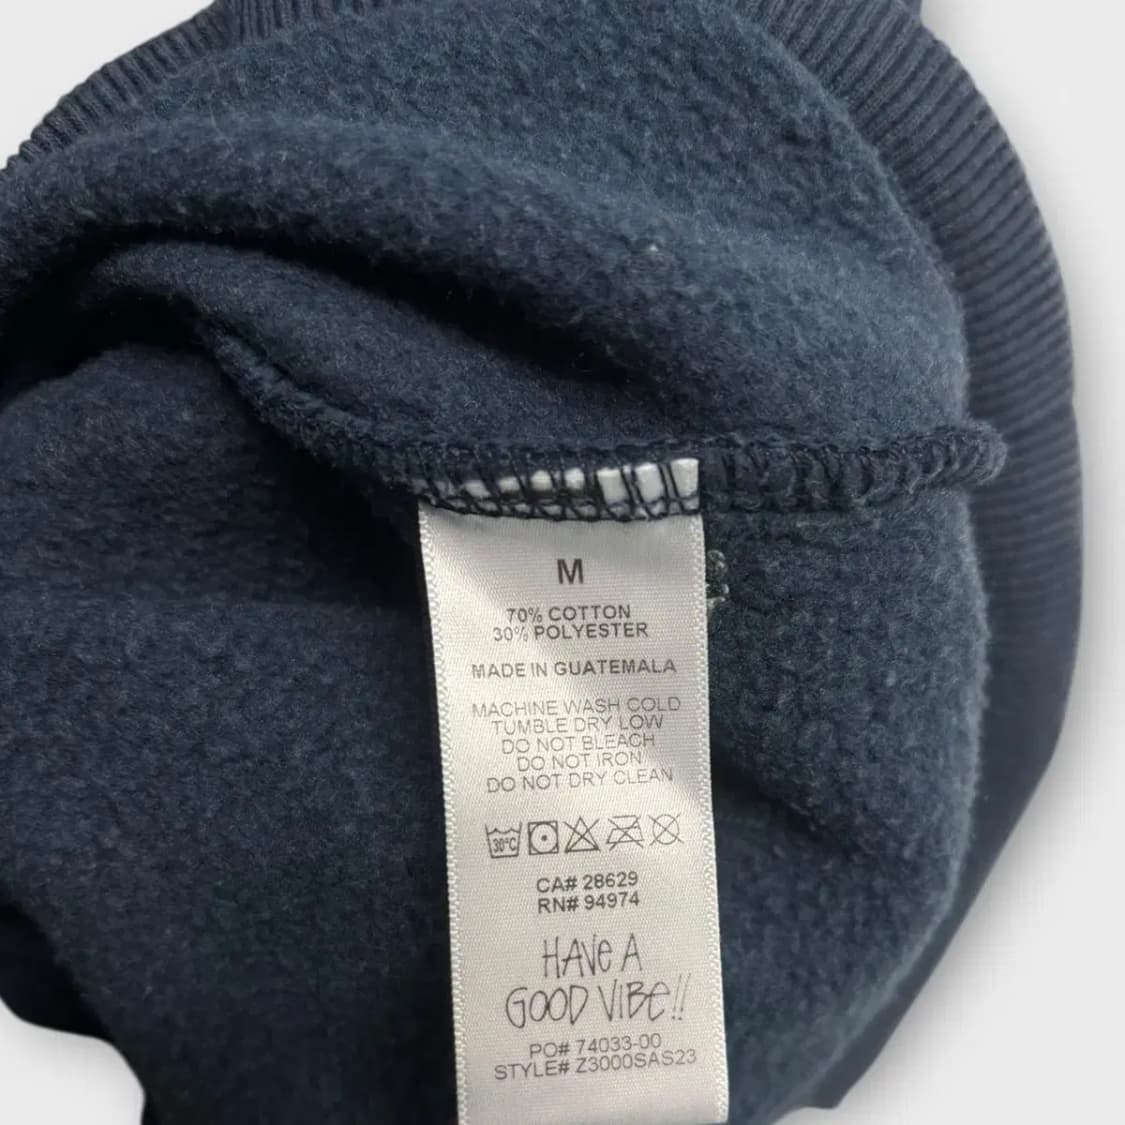 M
70% COTTON
30% POLYESTER
MADE IN GUATEMALA
MACHINE WASH COLD
TUMBLE DRY LOW
DO NOT BLEACH
DO NOT IRON
DO NOT DRY CLEAN
30°C
CA# 28629
RN# 94974
HAVE A
GOOD VIBE!!
PO# 74033-00
STYLE# Z3000SAS23